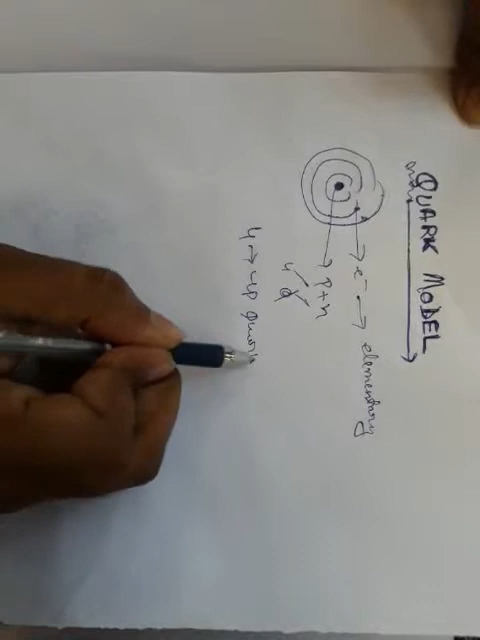 QUARK MODEL
e⁻ → elementary
p+n
u d
u → up quark